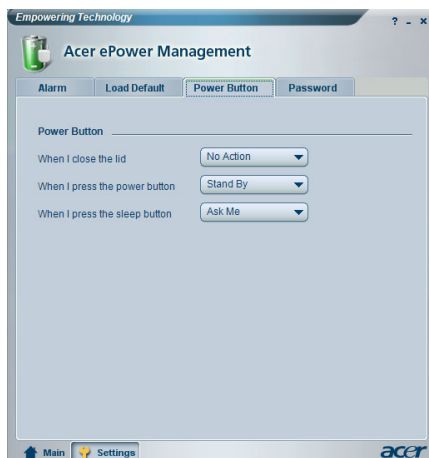 Empowering Technology
? - x
Acer ePower Management
Alarm Load Default Power Button Password
Power Button
When I close the lid No Action
When I press the power button Stand By
When I press the sleep button Ask Me
Main Settings acer